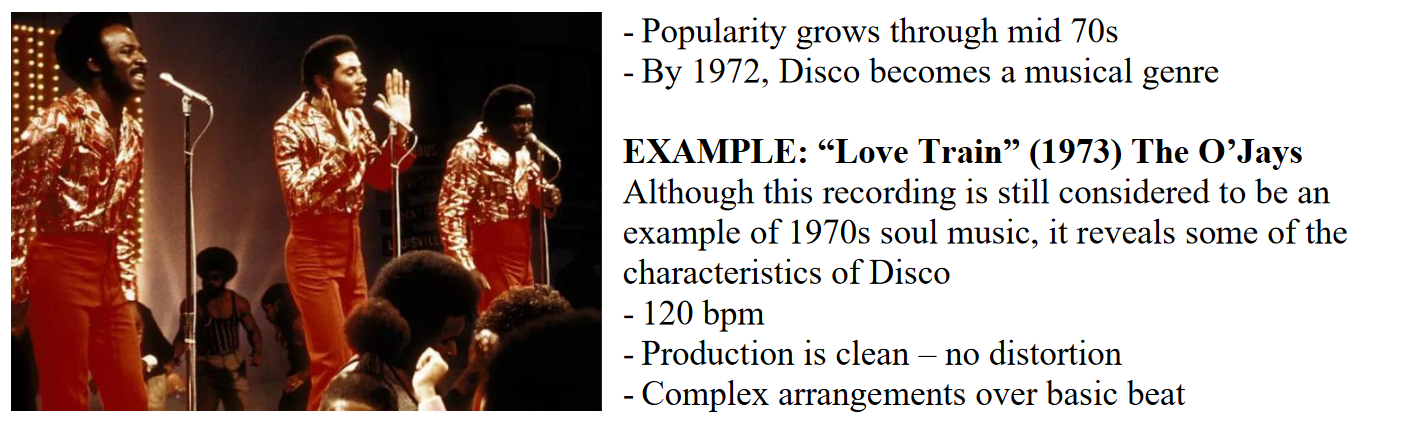 - Popularity grows through mid 70s
- By 1972, Disco becomes a musical genre
EXAMPLE: “Love Train” (1973) The O’Jays
Although this recording is still considered to be an
example of 1970s soul music, it reveals some of the
characteristics of Disco
- 120 bpm
- Production is clean – no distortion
- Complex arrangements over basic beat